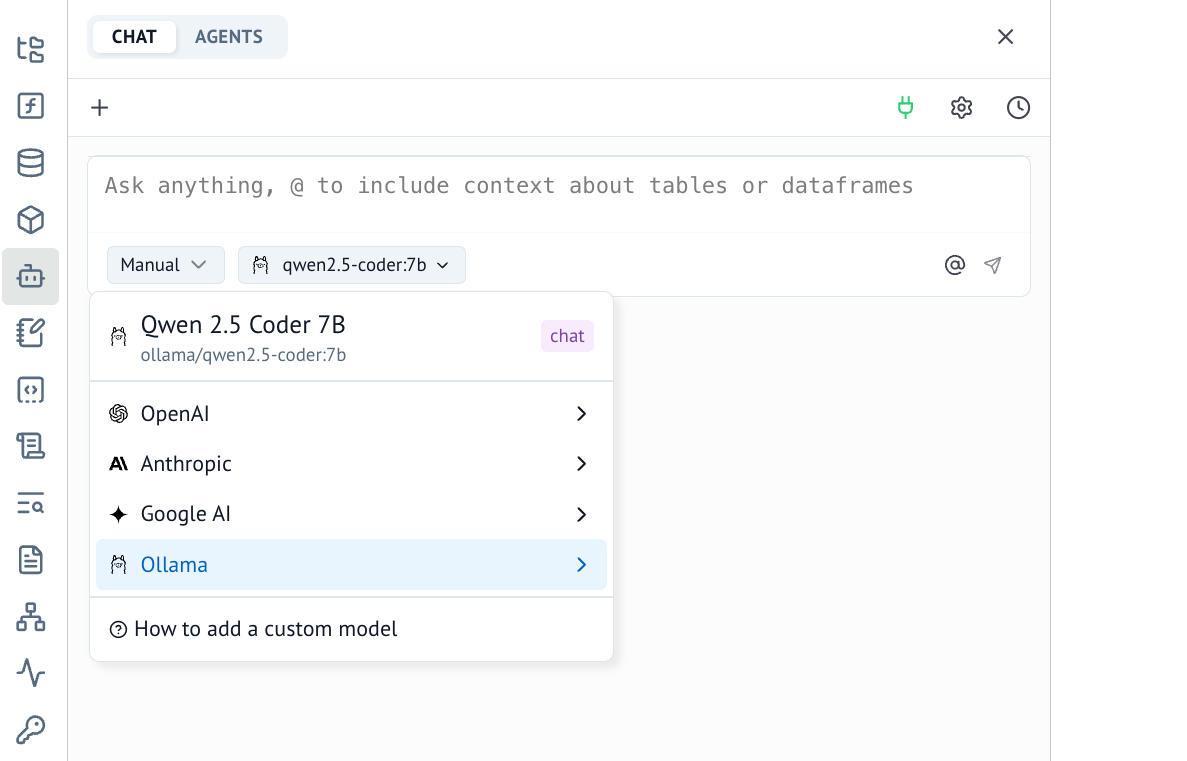 CHAT AGENTS
Ask anything, @ to include context about tables or dataframes
Manual qwen2.5-coder:7b @
Qwen 2.5 Coder 7B
chat
ollama/qwen2.5-coder:7b
OpenAI
Anthropic
Google AI
Ollama
How to add a custom model